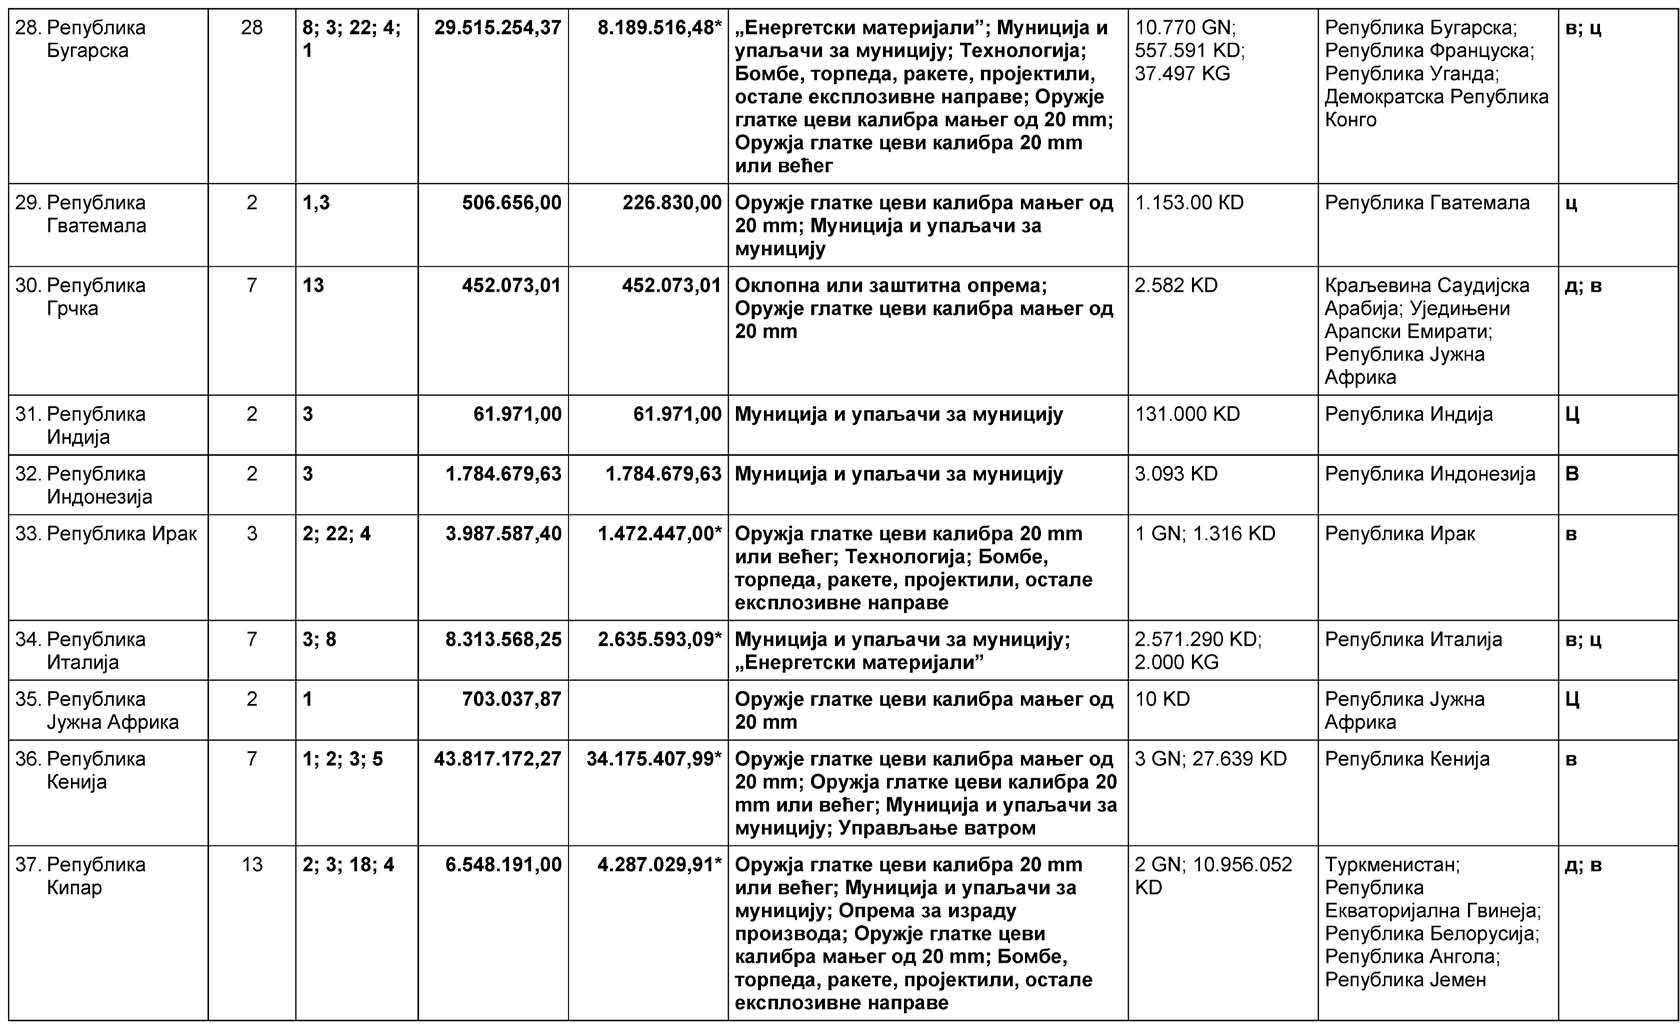 28. Република Бугарска | 28 | 8; 3; 22; 4; 1 | 29.515.254,37 | 8.189.516,48* | „Енергетски материјали”; Муниција и упаљачи за муницију; Технологија; Бомбе, торпеда, ракете, пројектили, остале експлозивне направе; Оружје глатке цеви калибра мањег од 20 mm; Оружја глатке цеви калибра 20 mm или већег | 10.770 GN; 557.591 KD; 37.497 KG | Република Бугарска; Република Француска; Република Уганда; Демократска Република Конго | в; ц
29. Република Гватемала | 2 | 1,3 | 506.656,00 | 226.830,00 | Оружје глатке цеви калибра мањег од 20 mm; Муниција и упаљачи за муницију | 1.153.00 KD | Република Гватемала | ц
30. Република Грчка | 7 | 13 | 452.073,01 | 452.073,01 | Оклопна или заштитна опрема; Оружје глатке цеви калибра мањег од 20 mm | 2.582 KD | Краљевина Саудијска Арабија; Уједињени Арапски Емирати; Република Јужна Африка | д; в
31. Република Индија | 2 | 3 | 61.971,00 | 61.971,00 | Муниција и упаљачи за муницију | 131.000 KD | Република Индија | Ц
32. Република Индонезија | 2 | 3 | 1.784.679,63 | 1.784.679,63 | Муниција и упаљачи за муницију | 3.093 KD | Република Индонезија | В
33. Република Ирак | 3 | 2; 22; 4 | 3.987.587,40 | 1.472.447,00* | Оружја глатке цеви калибра 20 mm или већег; Технологија; Бомбе, торпеда, ракете, пројектили, остале експлозивне направе | 1 GN; 1.316 KD | Република Ирак | в
34. Република Италија | 7 | 3; 8 | 8.313.568,25 | 2.635.593,09* | Муниција и упаљачи за муницију; „Енергетски материјали” | 2.571.290 KD; 2.000 KG | Република Италија | в; ц
35. Република Јужна Африка | 2 | 1 | 703.037,87 | | Оружје глатке цеви калибра мањег од 20 mm | 10 KD | Република Јужна Африка | Ц
36. Република Кенија | 7 | 1; 2; 3; 5 | 43.817.172,27 | 34.175.407,99* | Оружје глатке цеви калибра мањег од 20 mm; Оружја глатке цеви калибра 20 mm или већег; Муниција и упаљачи за муницију; Управљање ватром | 3 GN; 27.639 KD | Република Кенија | в
37. Република Кипар | 13 | 2; 3; 18; 4 | 6.548.191,00 | 4.287.029,91* | Оружја глатке цеви калибра 20 mm или већег; Муниција и упаљачи за муницију; Опрема за израду производа; Оружје глатке цеви калибра мањег од 20 mm; Бомбе, торпеда, ракете, пројектили, остале експлозивне направе | 2 GN; 10.956.052 KD | Туркменистан; Република Екваторијална Гвинеја; Република Белорусија; Република Ангола; Република Јемен | д; в